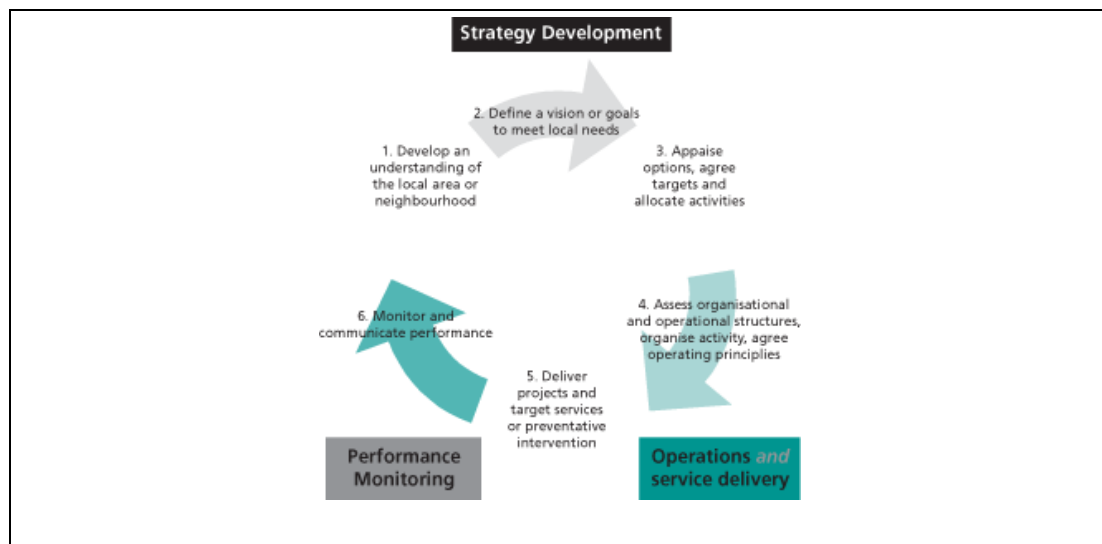 Strategy Development
2. Define a vision or goals
to meet local needs
1. Develop an
understanding of
the local area or
neighbourhood
3. Appaise
options, agree
targets and
allocate activities
4. Assess organisational
and operational structures,
organise activity, agree
operating principlies
6. Monitor and
communicate performance
5. Deliver
projects and
target services
or preventative
intervention
Performance
Monitoring
Operations and
service delivery